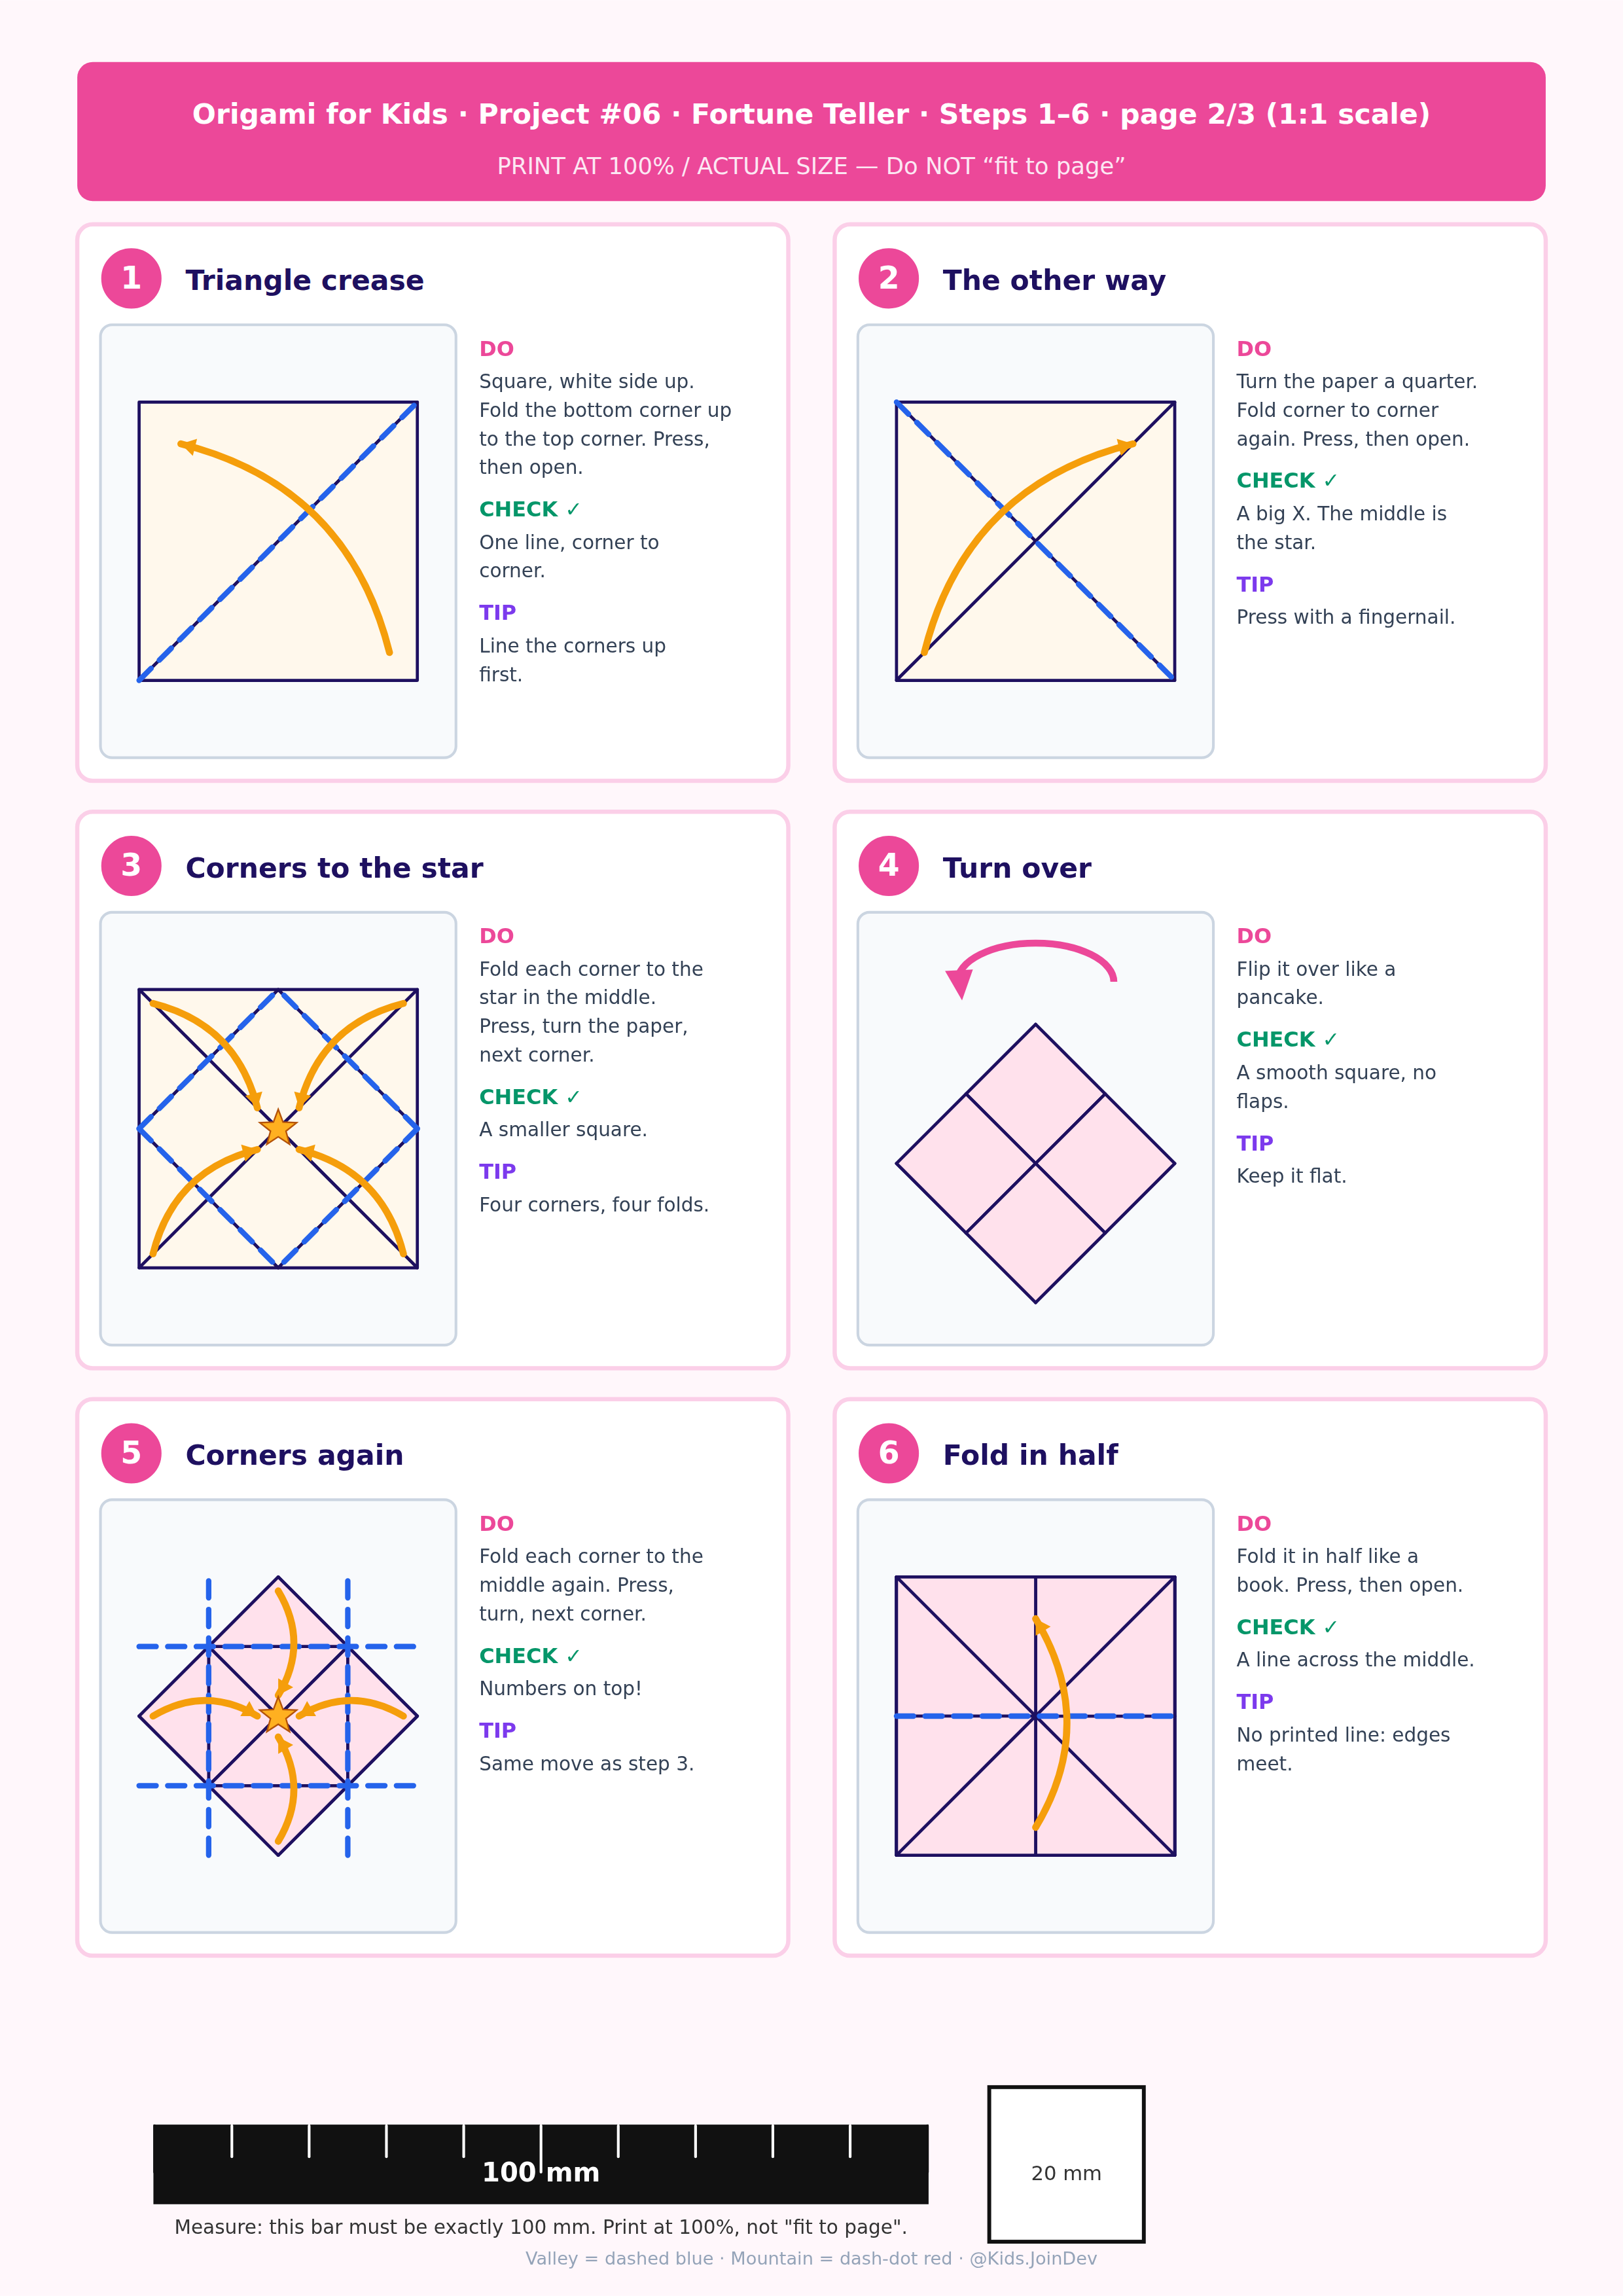 Origami for Kids · Project #06 · Fortune Teller · Steps 1–6 · page 2/3 (1:1 scale)
PRINT AT 100% / ACTUAL SIZE — Do NOT “fit to page”
1 Triangle crease
DO
Square, white side up.
Fold the bottom corner up
to the top corner. Press,
then open.
CHECK ✓
One line, corner to
corner.
TIP
Line the corners up
first.
2 The other way
DO
Turn the paper a quarter.
Fold corner to corner
again. Press, then open.
CHECK ✓
A big X. The middle is
the star.
TIP
Press with a fingernail.
3 Corners to the star
DO
Fold each corner to the
star in the middle.
Press, turn the paper,
next corner.
CHECK ✓
A smaller square.
TIP
Four corners, four folds.
4 Turn over
DO
Flip it over like a
pancake.
CHECK ✓
A smooth square, no
flaps.
TIP
Keep it flat.
5 Corners again
DO
Fold each corner to the
middle again. Press,
turn, next corner.
CHECK ✓
Numbers on top!
TIP
Same move as step 3.
6 Fold in half
DO
Fold it in half like a
book. Press, then open.
CHECK ✓
A line across the middle.
TIP
No printed line: edges
meet.
100 mm
20 mm
Measure: this bar must be exactly 100 mm. Print at 100%, not "fit to page".
Valley = dashed blue · Mountain = dash-dot red · @Kids.JoinDev